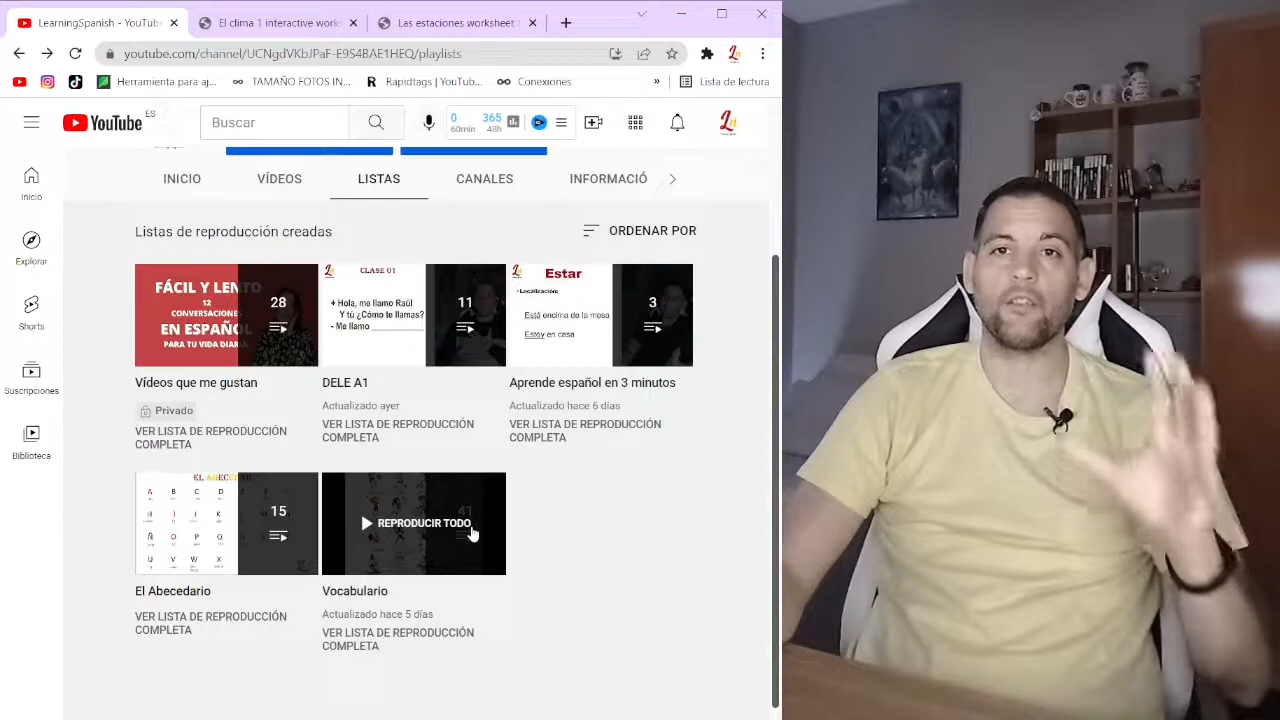 LearningSpanish - YouTub
El clima 1 interactive work
Las estaciones worksheet
youtube.com/channel/UCNgdVKbJPaF-E9S4BAE1HEQ/playlists
Herramienta para aj...
TAMAÑO FOTOS IN...
Rapidtags | YouTub...
Conexiones
»
Lista de lectura
YouTube ES
Buscar
0
60min
365
48h
Inicio
Explorar
Shorts
Suscripciones
Biblioteca
INICIO
VÍDEOS
LISTAS
CANALES
INFORMACIÓ
Listas de reproducción creadas
ORDENAR POR
FÁCIL Y LENTO
12
CONVERSACIONES
EN ESPAÑOL
PARA TU VIDA DIARIA
28
CLASE 01
+ Hola, me llamo Raúl
Y tú ¿Cómo te llamas?
- Me llamo
11
Estar
Está encima de la mesa
Estoy en casa
3
Vídeos que me gustan
Privado
VER LISTA DE REPRODUCCIÓN
COMPLETA
DELE A1
Actualizado ayer
VER LISTA DE REPRODUCCIÓN
COMPLETA
Aprende español en 3 minutos
Actualizado hace 6 días
VER LISTA DE REPRODUCCIÓN
COMPLETA
A B C D
Ñ O P Q
U V W X
15
REPRODUCIR TODO
41
El Abecedario
VER LISTA DE REPRODUCCIÓN
COMPLETA
Vocabulario
Actualizado hace 5 días
VER LISTA DE REPRODUCCIÓN
COMPLETA